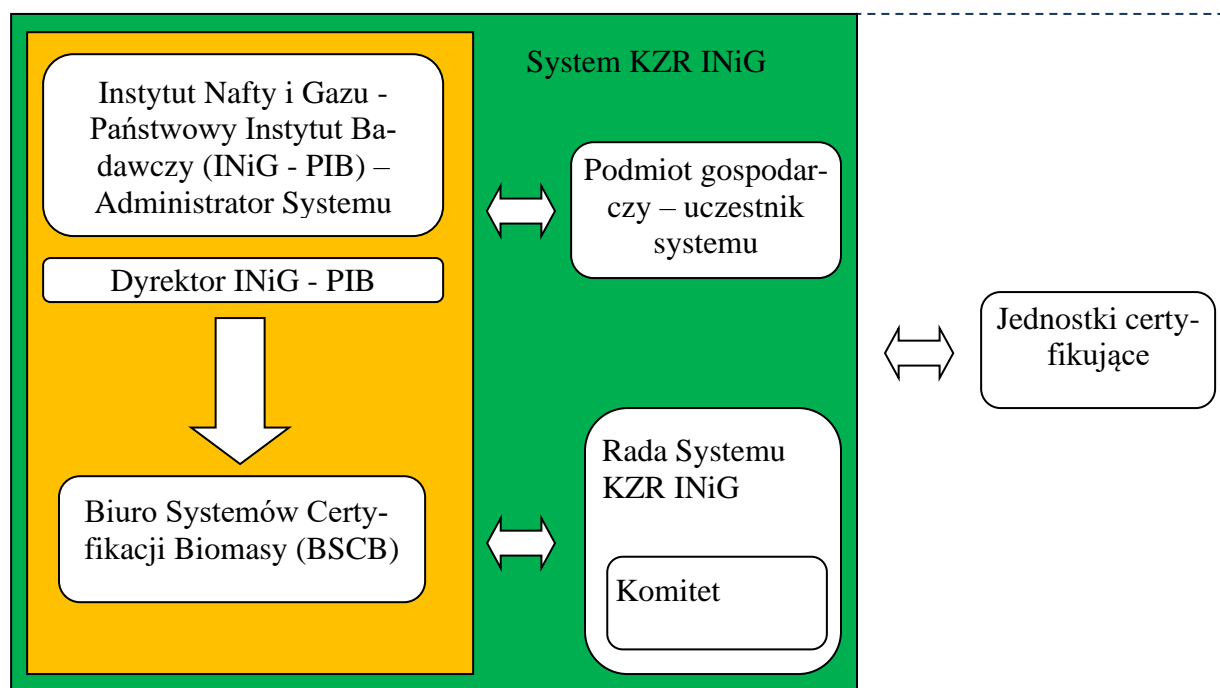 System KZR INiG
Instytut Nafty i Gazu -
Państwowy Instytut Ba-
dawczy (INiG - PIB) –
Administrator Systemu
Dyrektor INiG - PIB
Biuro Systemów Certy-
fikacji Biomasy (BSCB)
Podmiot gospodar-
czy – uczestnik
systemu
Rada Systemu
KZR INiG
Komitet
Jednostki certy-
fikujące